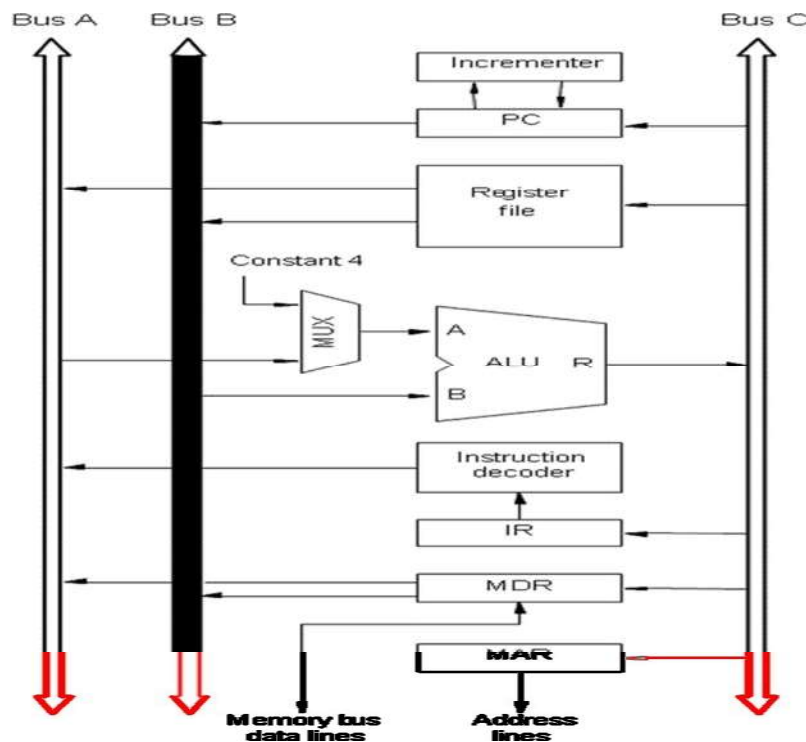 Bus A
Bus B
Bus C
Incrementer
PC
Register
file
Constant 4
MUX
A
ALU
R
B
Instruction
decoder
IR
MDR
MAR
Memory bus
data lines
Address
lines